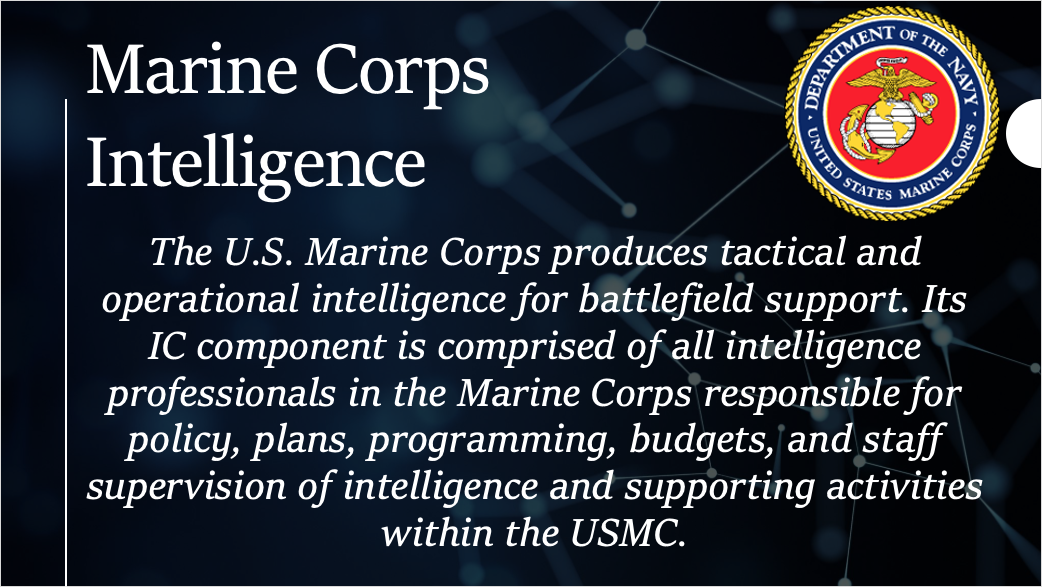 Marine Corps
Intelligence
DEPARTMENT OF THE NAVY
UNITED STATES MARINE CORPS
The U.S. Marine Corps produces tactical and
operational intelligence for battlefield support. Its
IC component is comprised of all intelligence
professionals in the Marine Corps responsible for
policy, plans, programming, budgets, and staff
supervision of intelligence and supporting activities
within the USMC.